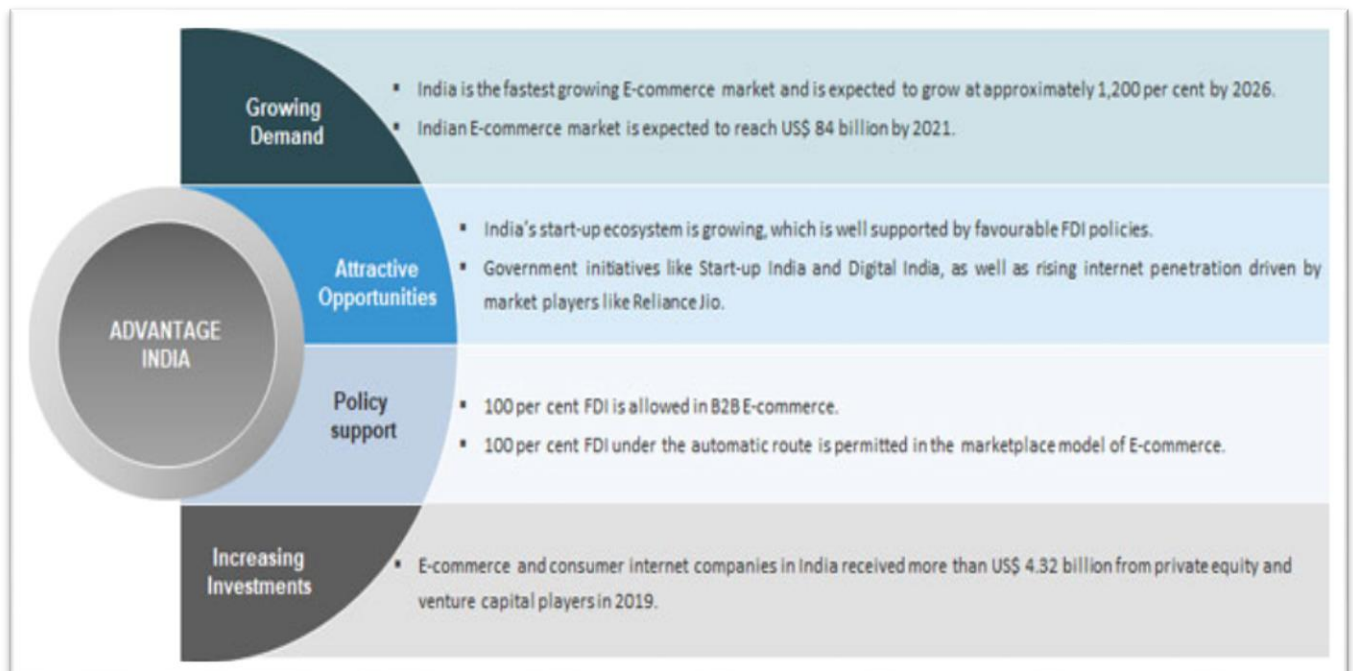 Growing
Demand
▪ India is the fastest growing E-commerce market and is expected to grow at approximately 1,200 per cent by 2026.
▪ Indian E-commerce market is expected to reach US$ 84 billion by 2021.
ADVANTAGE
INDIA
Attractive
Opportunities
▪ India's start-up ecosystem is growing, which is well supported by favourable FDI policies.
▪ Government initiatives like Start-up India and Digital India, as well as rising internet penetration driven by
market players like Reliance Jio.
Policy
support
▪ 100 per cent FDI is allowed in B2B E-commerce.
▪ 100 per cent FDI under the automatic route is permitted in the marketplace model of E-commerce.
Increasing
Investments
▪ E-commerce and consumer internet companies in India received more than US$ 4.32 billion from private equity and
venture capital players in 2019.